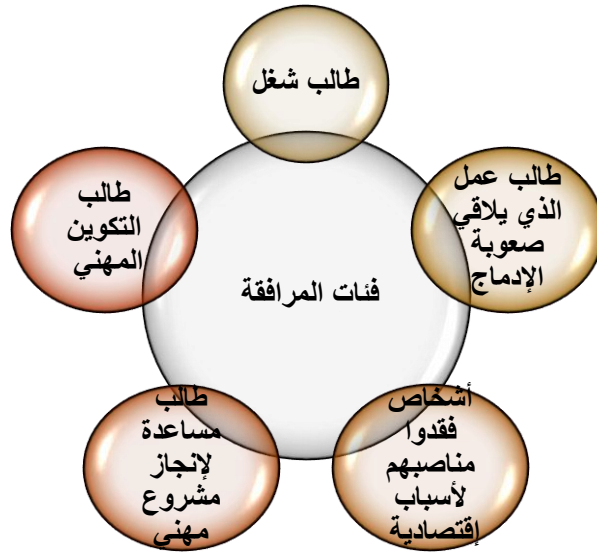 طالب شغل
طالب عمل
الذي يلاقي
صعوبة
الإدماج
أشخاص
فقدوا
مناصبهم
لأسباب
إقتصادية
طالب
مساعدة
لإنجاز
مشروع
مهني
طالب
التكوين
المهني
فئات المرافقة